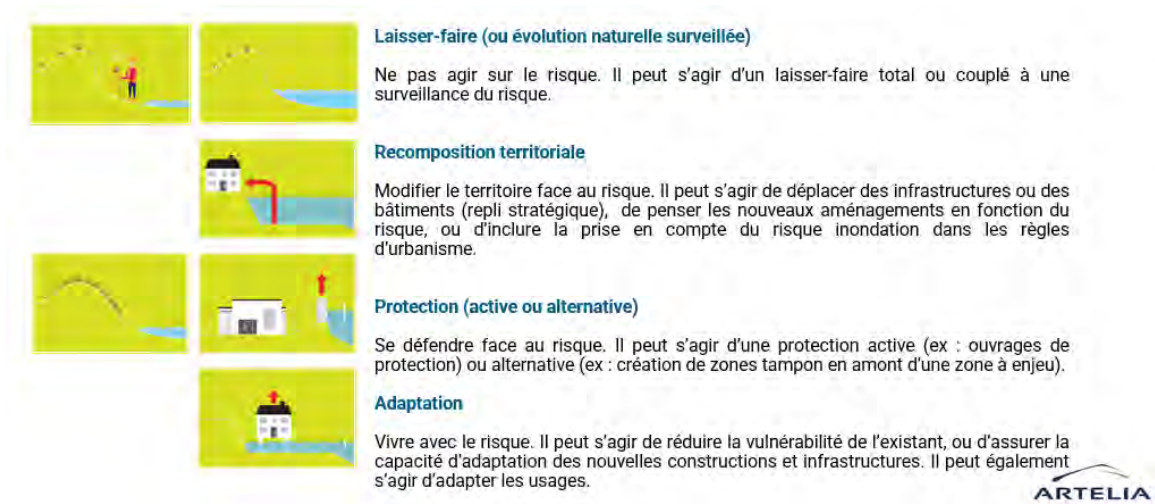 Laisser-faire (ou évolution naturelle surveillée)
Ne pas agir sur le risque. Il peut s'agir d'un laisser-faire total ou couplé à une
surveillance du risque.
Recomposition territoriale
Modifier le territoire face au risque. Il peut s'agir de déplacer des infrastructures ou des
bâtiments (repli stratégique), de penser les nouveaux aménagements en fonction du
risque, ou d'inclure la prise en compte du risque inondation dans les règles
d'urbanisme.
Protection (active ou alternative)
Se défendre face au risque. Il peut s'agir d'une protection active (ex : ouvrages de
protection) ou alternative (ex : création de zones tampon en amont d'une zone à enjeu).
Adaptation
Vivre avec le risque. Il peut s'agir de réduire la vulnérabilité de l'existant, ou d'assurer la
capacité d'adaptation des nouvelles constructions et infrastructures. Il peut également
s'agir d'adapter les usages.
ARTELIA